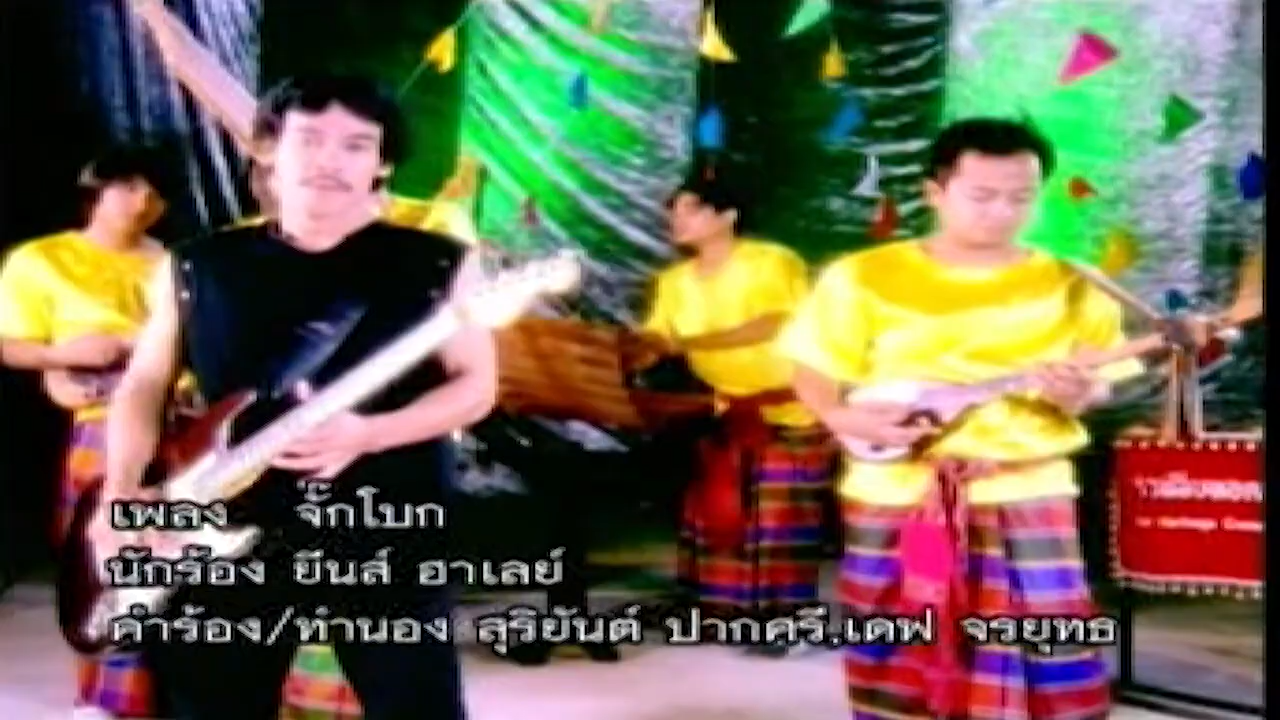 เพลง จั๊กโบก
นักร้อง ยีนส์ ฮาเลย์
คำร้อง/ทำนอง สุริยันต์ ปากศรี,เดฟ จรยุทธ